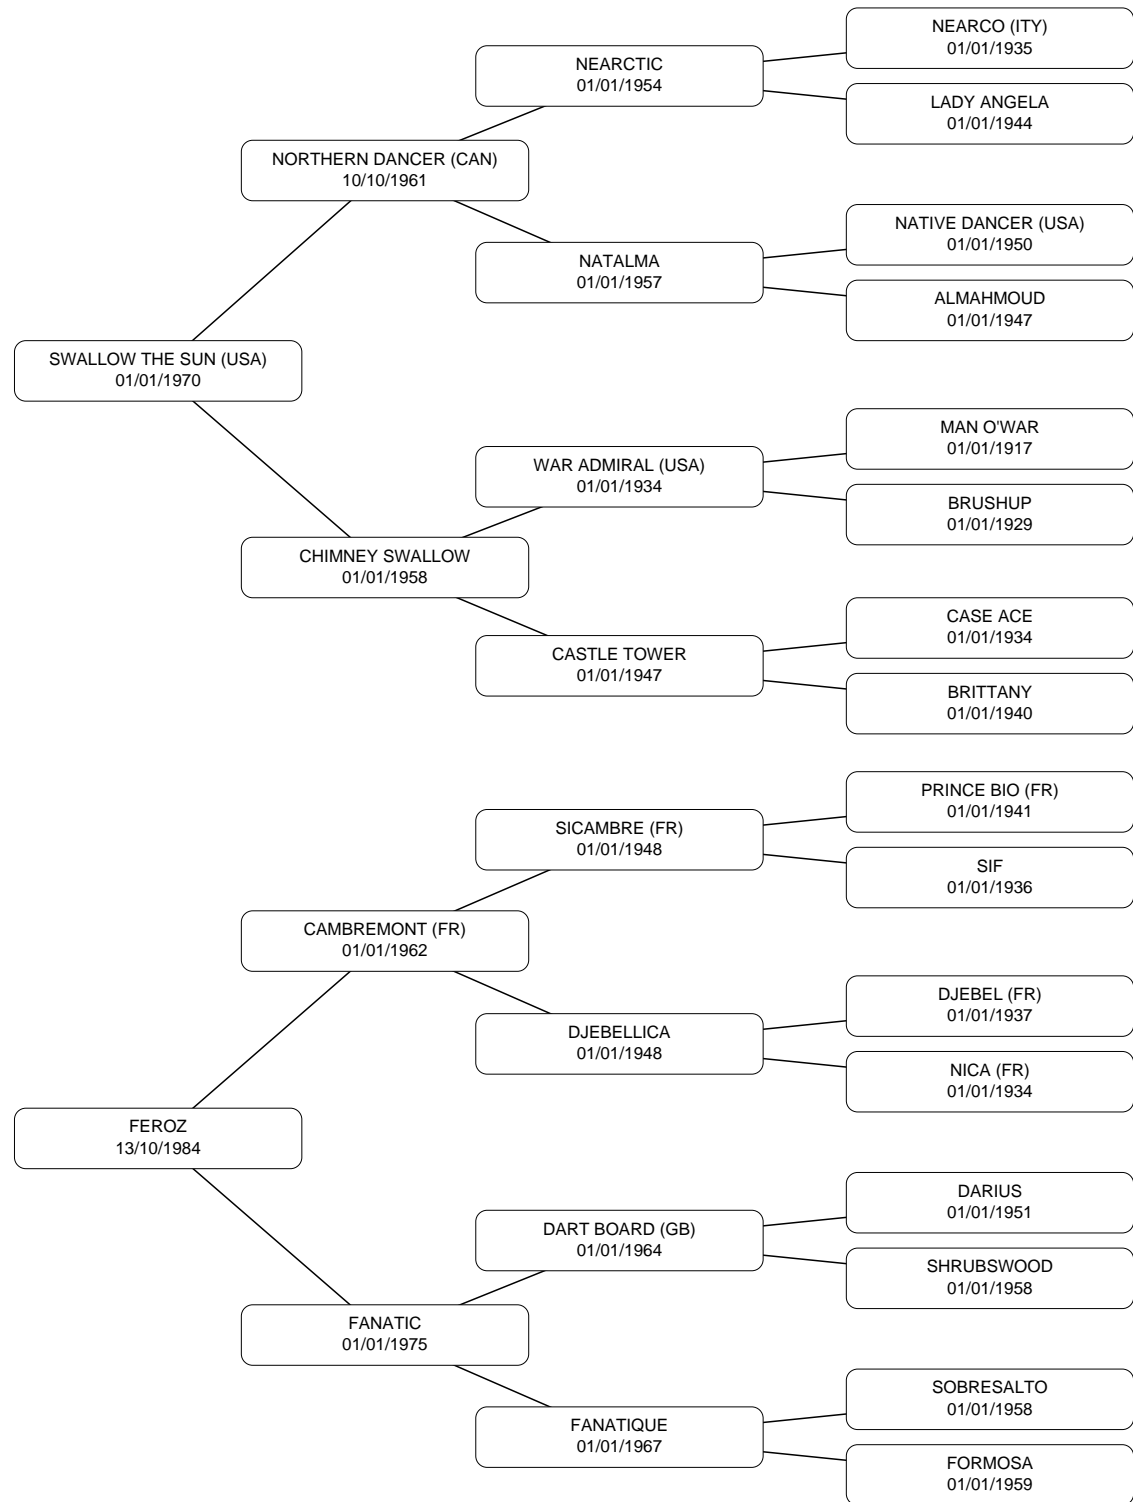 NEARCO (ITY)
01/01/1935
NEARCTIC
01/01/1954
LADY ANGELA
01/01/1944
NORTHERN DANCER (CAN)
10/10/1961
NATIVE DANCER (USA)
01/01/1950
NATALMA
01/01/1957
ALMAHMOUD
01/01/1947
SWALLOW THE SUN (USA)
01/01/1970
MAN O'WAR
01/01/1917
WAR ADMIRAL (USA)
01/01/1934
BRUSHUP
01/01/1929
CHIMNEY SWALLOW
01/01/1958
CASE ACE
01/01/1934
CASTLE TOWER
01/01/1947
BRITTANY
01/01/1940
PRINCE BIO (FR)
01/01/1941
SICAMBRE (FR)
01/01/1948
SIF
01/01/1936
CAMBREMONT (FR)
01/01/1962
DJEBEL (FR)
01/01/1937
DJEBELLICA
01/01/1948
NICA (FR)
01/01/1934
FEROZ
13/10/1984
DARIUS
01/01/1951
DART BOARD (GB)
01/01/1964
SHRUBSWOOD
01/01/1958
FANATIC
01/01/1975
SOBRESALTO
01/01/1958
FANATIQUE
01/01/1967
FORMOSA
01/01/1959